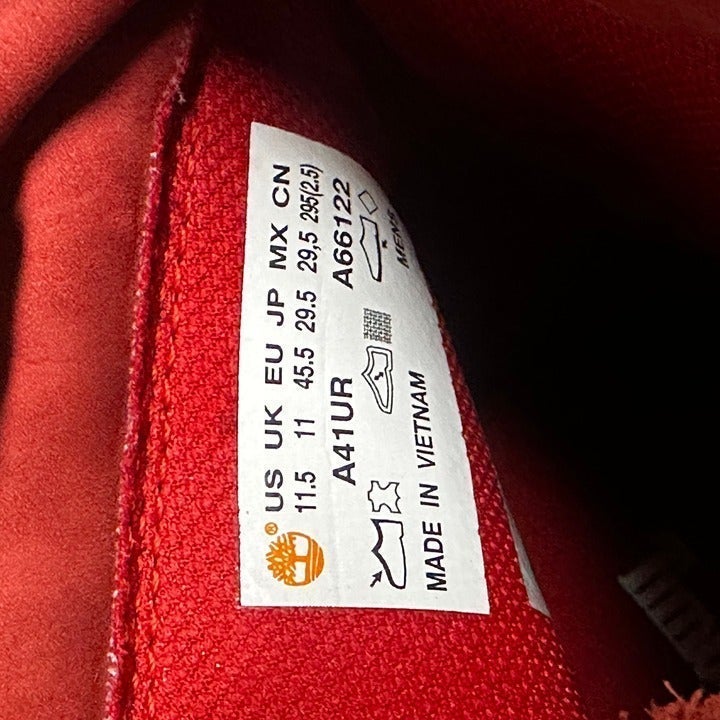 ® US UK EU JP MX CN
11.5 11 45.5 29.5 29,5 295(2.5)
A41UR A66122
MENS
MADE IN VIETNAM